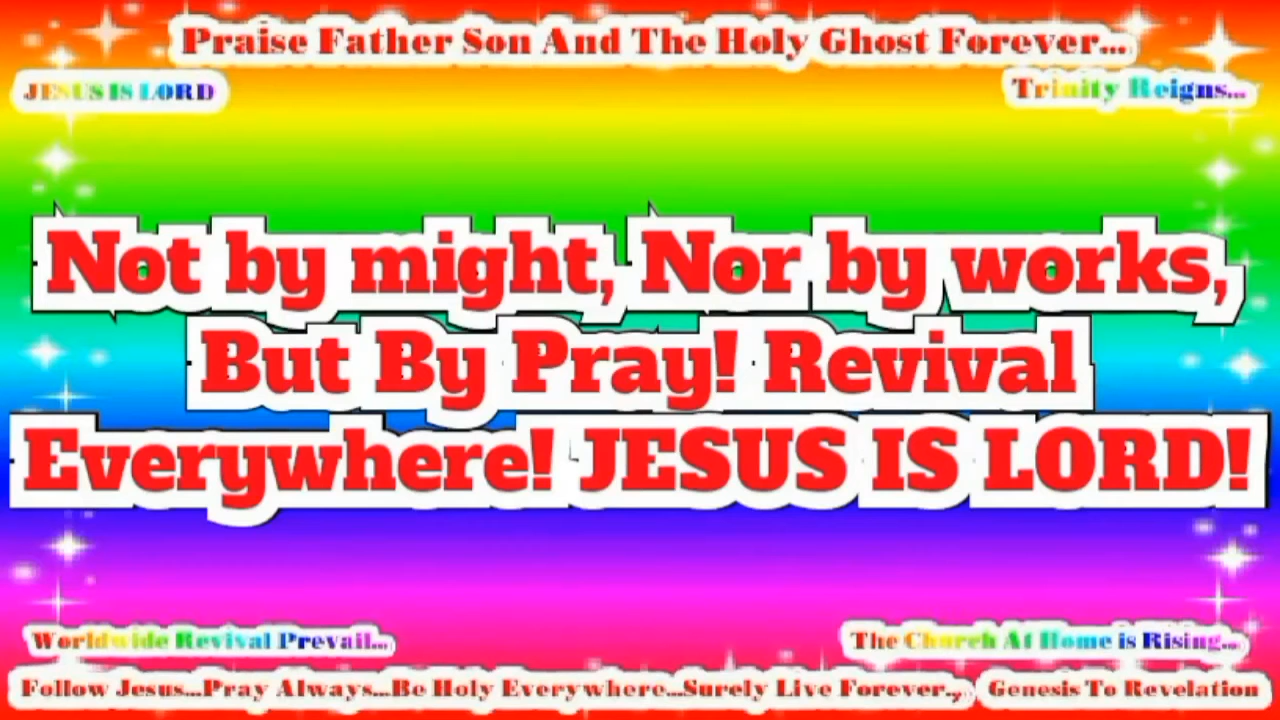 Praise Father Son And The Holy Ghost Forever...
JESUS IS LORD
Trinity Reigns...
Not by might, Nor by works,
But By Pray! Revival
Everywhere! JESUS IS LORD!
Worldwide Revival Prevail...
The Church At Home is Rising...
Follow Jesus...Pray Always...Be Holy Everywhere...Surely Live Forever.,, Genesis To Revelation